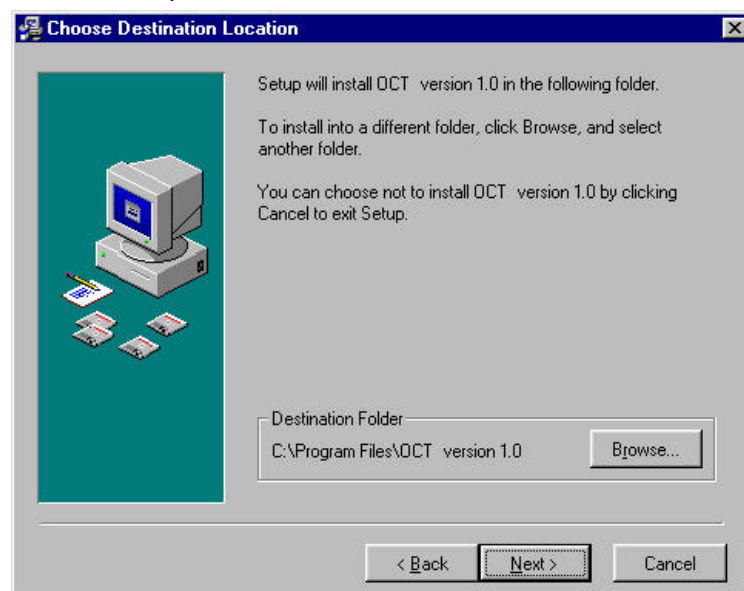 Choose Destination Location
Setup will install OCT version 1.0 in the following folder.
To install into a different folder, click Browse, and select
another folder.
You can choose not to install OCT version 1.0 by clicking
Cancel to exit Setup.
Destination Folder
C:\Program Files\OCT version 1.0
Browse...
< Back
Next >
Cancel